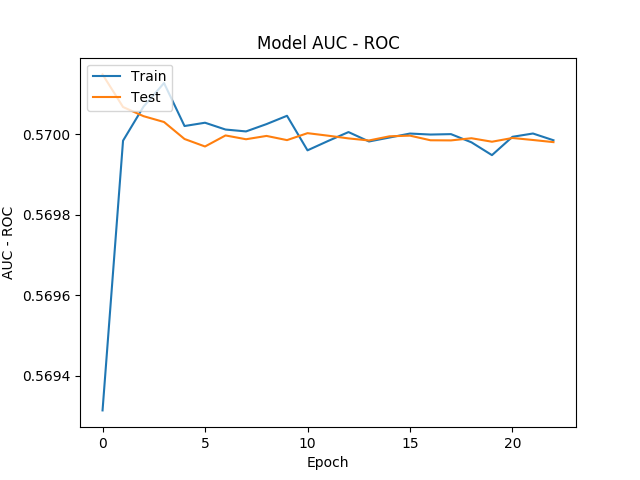 Model AUC - ROC
Train
Test
AUC - ROC
0.5700
0.5698
0.5696
0.5694
0 5 10 15 20
Epoch